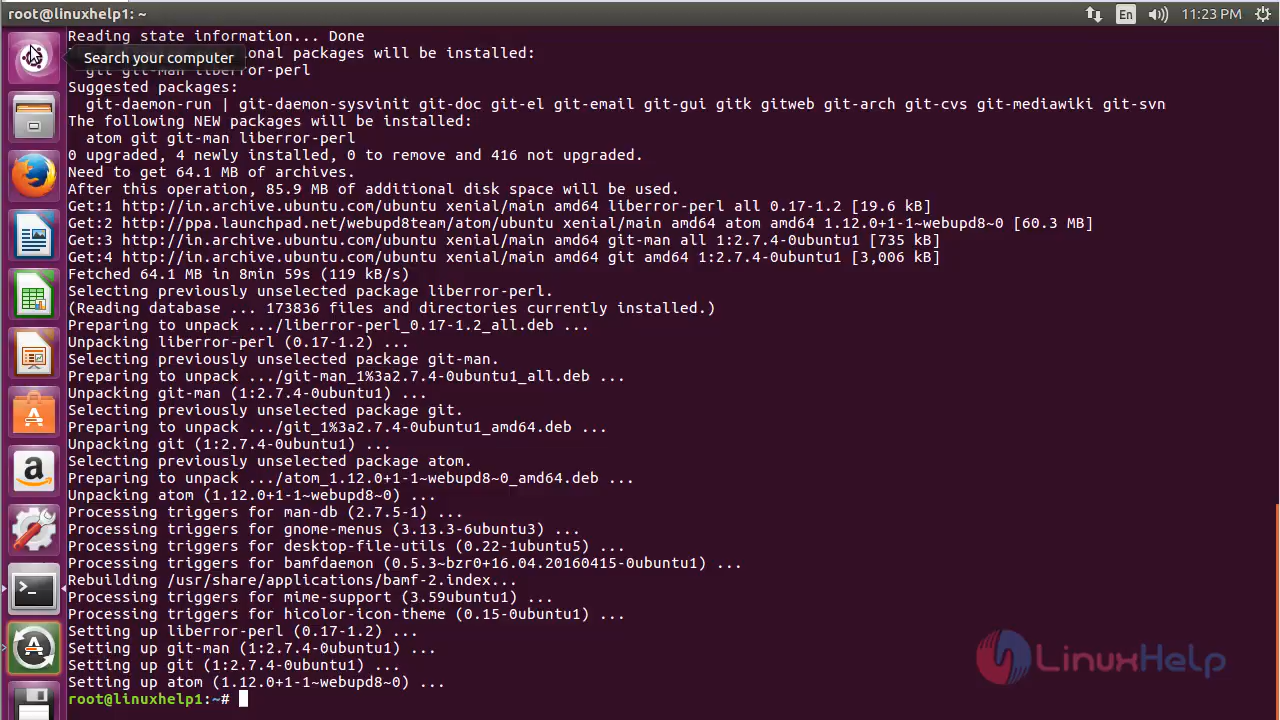 root@linuxhelp1: ~
En
11:23 PM
Reading state information... Done
Search your computer
onal packages will be installed:
git git-man liberror-perl
Suggested packages:
git-daemon-run | git-daemon-sysvinit git-doc git-el git-email git-gui gitk gitweb git-arch git-cvs git-mediawiki git-svn
The following NEW packages will be installed:
atom git git-man liberror-perl
0 upgraded, 4 newly installed, 0 to remove and 416 not upgraded.
Need to get 64.1 MB of archives.
After this operation, 85.9 MB of additional disk space will be used.
Get:1 http://in.archive.ubuntu.com/ubuntu xenial/main amd64 liberror-perl all 0.17-1.2 [19.6 kB]
Get:2 http://ppa.launchpad.net/webupd8team/atom/ubuntu xenial/main amd64 atom amd64 1.12.0+1-1~webupd8~0 [60.3 MB]
Get:3 http://in.archive.ubuntu.com/ubuntu xenial/main amd64 git-man all 1:2.7.4-0ubuntu1 [735 kB]
Get:4 http://in.archive.ubuntu.com/ubuntu xenial/main amd64 git amd64 1:2.7.4-0ubuntu1 [3,006 kB]
Fetched 64.1 MB in 8min 59s (119 kB/s)
Selecting previously unselected package liberror-perl.
(Reading database ... 173836 files and directories currently installed.)
Preparing to unpack .../liberror-perl_0.17-1.2_all.deb ...
Unpacking liberror-perl (0.17-1.2) ...
Selecting previously unselected package git-man.
Preparing to unpack .../git-man_1%3a2.7.4-0ubuntu1_all.deb ...
Unpacking git-man (1:2.7.4-0ubuntu1) ...
Selecting previously unselected package git.
Preparing to unpack .../git_1%3a2.7.4-0ubuntu1_amd64.deb ...
Unpacking git (1:2.7.4-0ubuntu1) ...
Selecting previously unselected package atom.
Preparing to unpack .../atom_1.12.0+1-1~webupd8~0_amd64.deb ...
Unpacking atom (1.12.0+1-1~webupd8~0) ...
Processing triggers for man-db (2.7.5-1) ...
Processing triggers for gnome-menus (3.13.3-6ubuntu3) ...
Processing triggers for desktop-file-utils (0.22-1ubuntu5) ...
Processing triggers for bamfdaemon (0.5.3~bzr0+16.04.20160415-0ubuntu1) ...
Rebuilding /usr/share/applications/bamf-2.index...
Processing triggers for mime-support (3.59ubuntu1) ...
Processing triggers for hicolor-icon-theme (0.15-0ubuntu1) ...
Setting up liberror-perl (0.17-1.2) ...
Setting up git-man (1:2.7.4-0ubuntu1) ...
Setting up git (1:2.7.4-0ubuntu1) ...
Setting up atom (1.12.0+1-1~webupd8~0) ...
root@linuxhelp1:~#
LinuxHelp